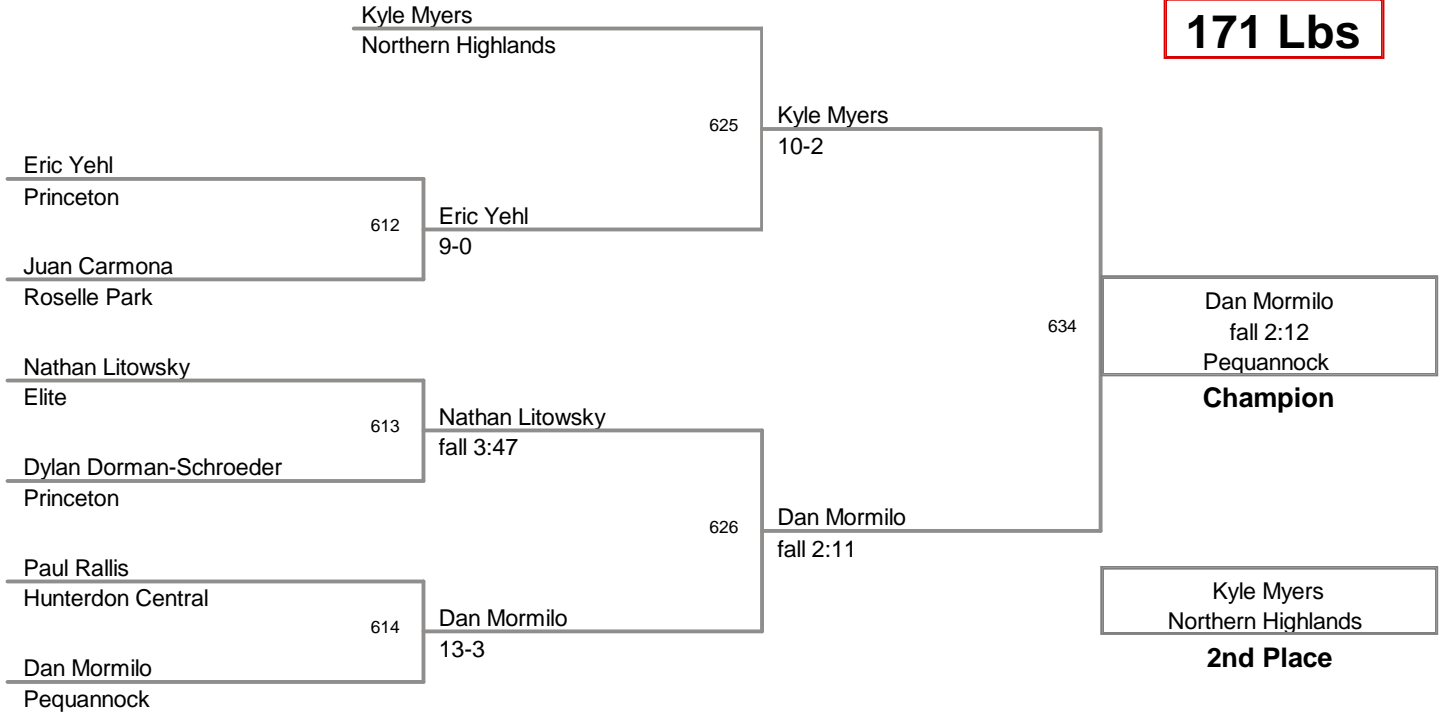 Kyle Myers
Northern Highlands
171 Lbs
625
Kyle Myers
10-2
Eric Yehl
Princeton
612
Eric Yehl
9-0
Juan Carmona
Roselle Park
634
Dan Mormilo
fall 2:12
Pequannock
Champion
Nathan Litowsky
Elite
613
Nathan Litowsky
fall 3:47
Dylan Dorman-Schroeder
Princeton
626
Dan Mormilo
fall 2:11
Paul Rallis
Hunterdon Central
614
Dan Mormilo
13-3
Dan Mormilo
Pequannock
Kyle Myers
Northern Highlands
2nd Place